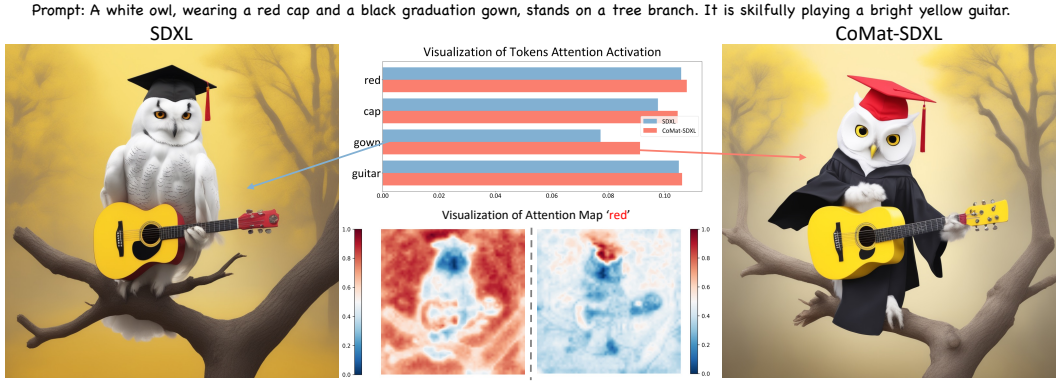 Prompt: A white owl, wearing a red cap and a black graduation gown, stands on a tree branch. It is skilfully playing a bright yellow guitar.
SDXL
CoMat-SDXL
Visualization of Tokens Attention Activation
red
cap
gown
guitar
SDXL
CoMat-SDXL
0.00 0.02 0.04 0.06 0.08 0.10
Visualization of Attention Map 'red'
1.0 1.0
0.8 0.8
0.6 0.6
0.4 0.4
0.2 0.2
0.0 0.0